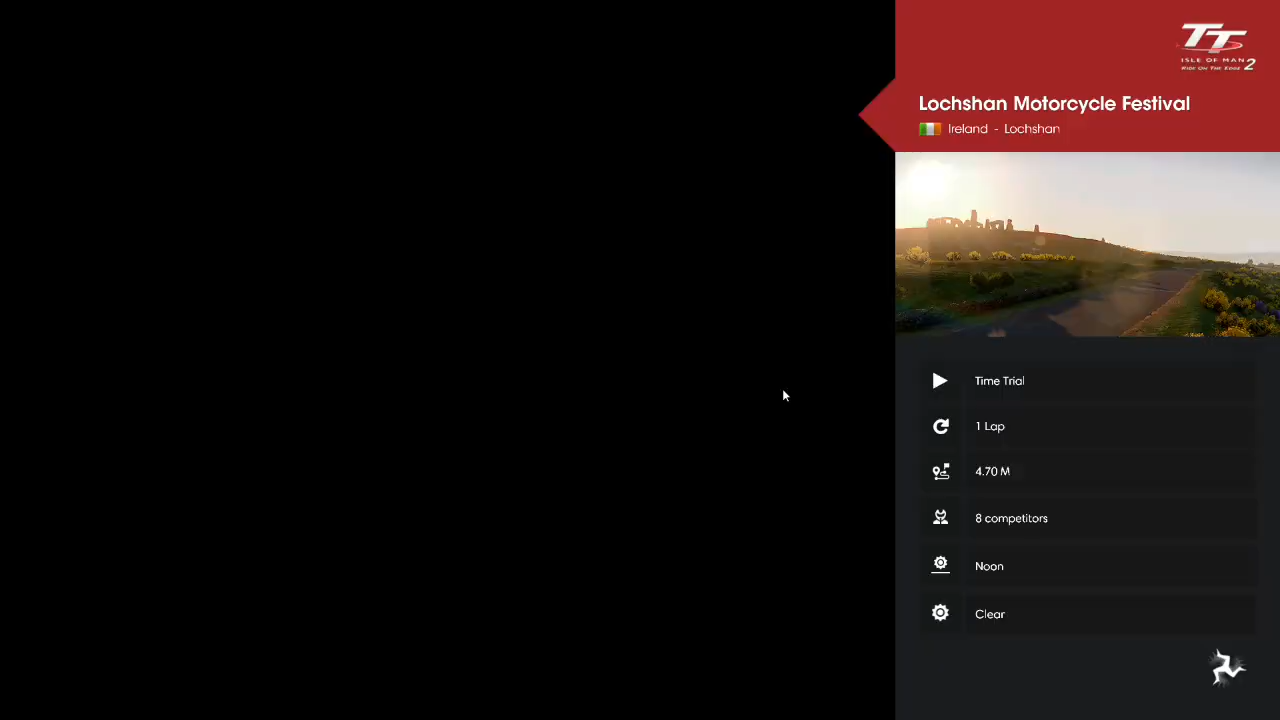 TT
ISLE OF MAN
RIDE ON THE EDGE 2
Lochshan Motorcycle Festival
Ireland - Lochshan
Time Trial
1 Lap
4.70 M
8 competitors
Noon
Clear